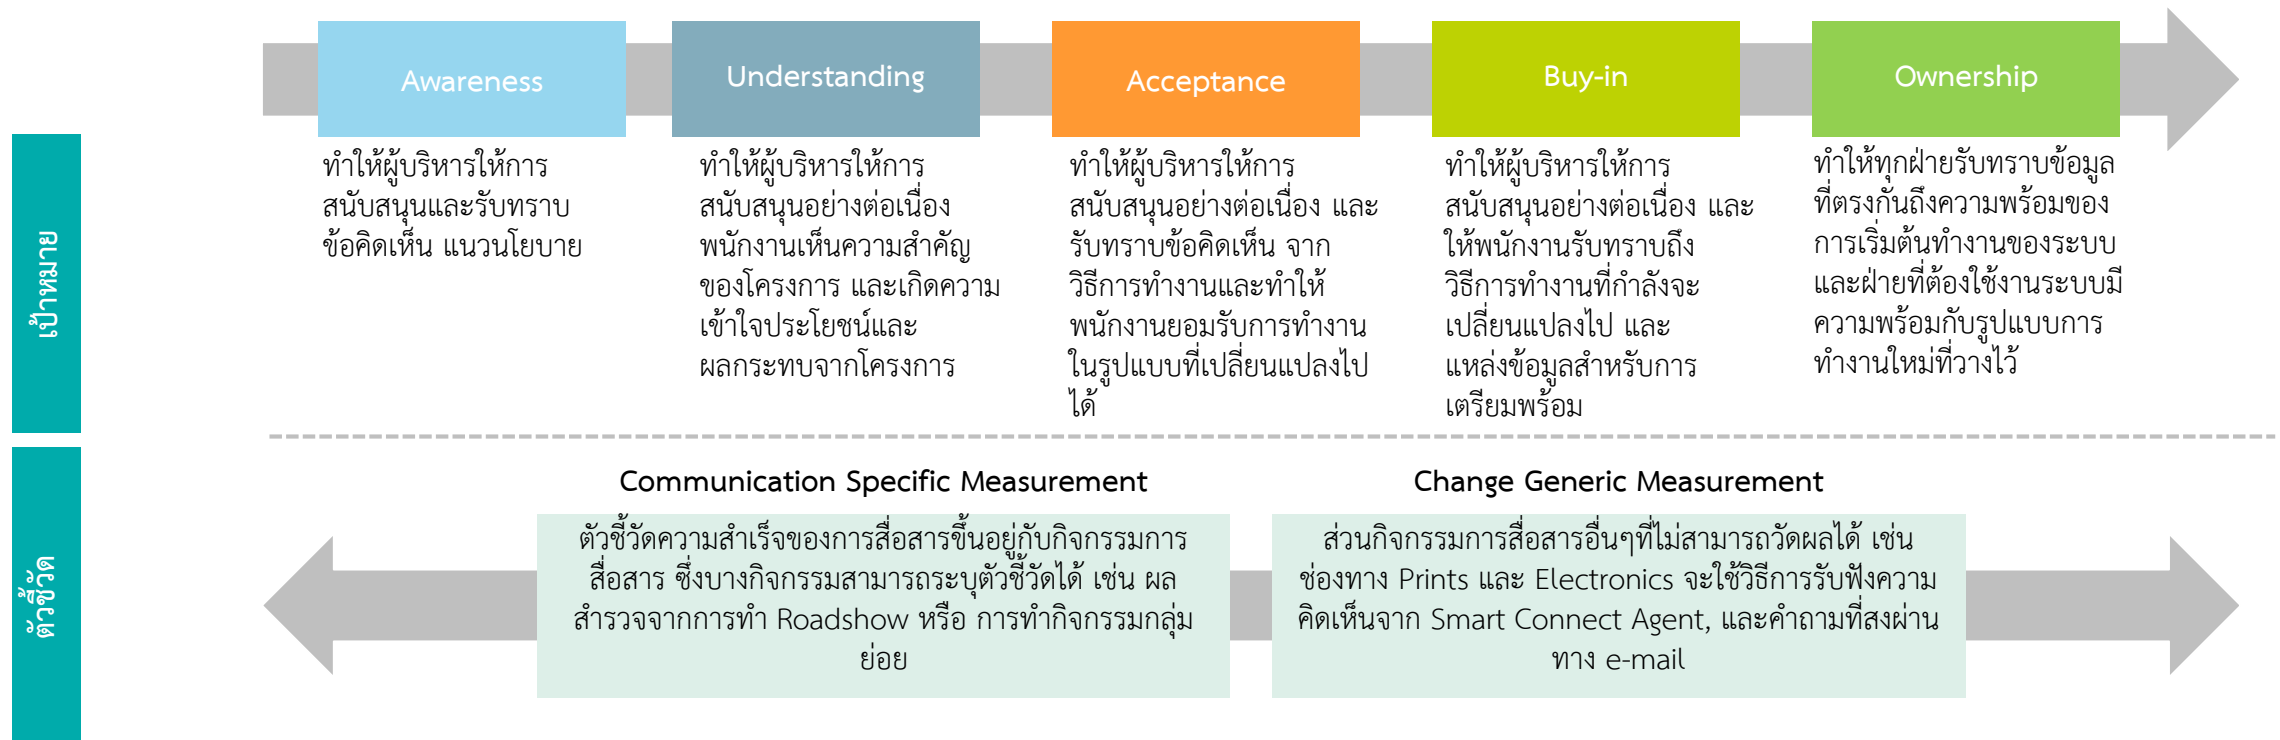 Awareness
Understanding
Acceptance
Buy-in
Ownership
เป้าหมาย
ทำให้ผู้บริหารให้การ
สนับสนุนและรับทราบ
ข้อคิดเห็น แนวนโยบาย
ทำให้ผู้บริหารให้การ
สนับสนุนอย่างต่อเนื่อง
พนักงานเห็นความสำคัญ
ของโครงการ และเกิดความ
เข้าใจประโยชน์และ
ผลกระทบจากโครงการ
ทำให้ผู้บริหารให้การ
สนับสนุนอย่างต่อเนื่อง และ
รับทราบข้อคิดเห็น จาก
วิธีการทำงานและทำให้
พนักงานยอมรับการทำงาน
ในรูปแบบที่เปลี่ยนแปลงไป
ได้
ทำให้ผู้บริหารให้การ
สนับสนุนอย่างต่อเนื่อง และ
ให้พนักงานรับทราบถึง
วิธีการทำงานที่กำลังจะ
เปลี่ยนแปลงไป และ
แหล่งข้อมูลสำหรับการ
เตรียมพร้อม
ทำให้ทุกฝ่ายรับทราบข้อมูล
ที่ตรงกันถึงความพร้อมของ
การเริ่มต้นทำงานของระบบ
และฝ่ายที่ต้องใช้งานระบบมี
ความพร้อมกับรูปแบบการ
ทำงานใหม่ที่วางไว้
ตัวชี้วัด
Communication Specific Measurement
ตัวชี้วัดความสำเร็จของการสื่อสารขึ้นอยู่กับกิจกรรมการ
สื่อสาร ซึ่งบางกิจกรรมสามารถระบุตัวชี้วัดได้ เช่น ผล
สำรวจจากการทำ Roadshow หรือ การทำกิจกรรมกลุ่ม
ย่อย
Change Generic Measurement
ส่วนกิจกรรมการสื่อสารอื่นๆที่ไม่สามารถวัดผลได้ เช่น
ช่องทาง Prints และ Electronics จะใช้วิธีการรับฟังความ
คิดเห็นจาก Smart Connect Agent, และคำถามที่สงผ่าน
ทาง e-mail